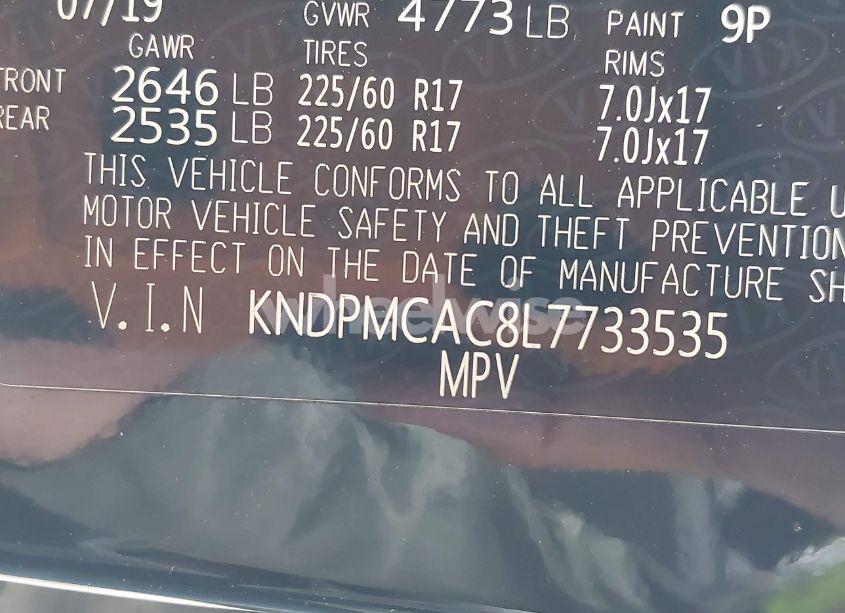 07/19 GVWR 4773 LB PAINT 9P
GAWR TIRES RIMS
FRONT 2646 LB 225/60 R17 7.0Jx17
REAR 2535 LB 225/60 R17 7.0Jx17
THIS VEHICLE CONFORMS TO ALL APPLICABLE U
MOTOR VEHICLE SAFETY AND THEFT PREVENTION
IN EFFECT ON THE DATE OF MANUFACTURE SH
V.I.N KNDPMCAC8L7733535
MPV
wheelwise